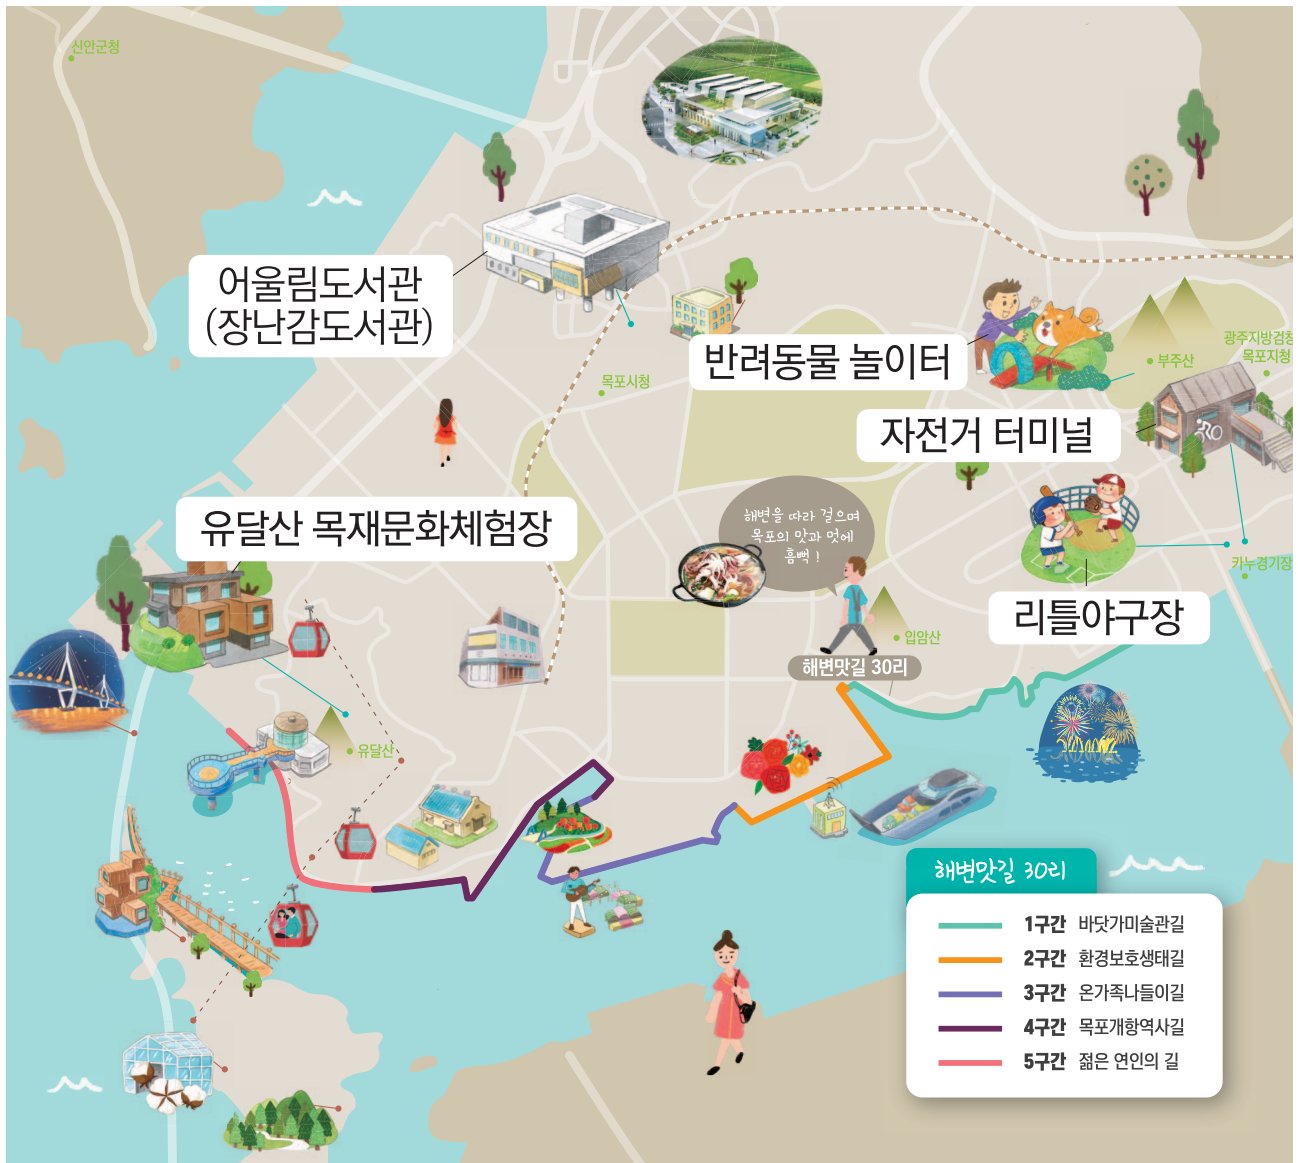 신안군청
어울림도서관
(장난감도서관)
목포시청
반려동물 놀이터
부주산
광주지방검찰
목포지청
자전거 터미널
유달산 목재문화체험장
해변을 따라 걸으며
목포의 맛과 멋에
흠뻑 !
카누경기장
리틀야구장
입암산
해변맛길 30리
유달산
해변맛길 30리
1구간 바닷가미술관길
2구간 환경보호생태길
3구간 온가족나들이길
4구간 목포개항역사길
5구간 젊은 연인의 길